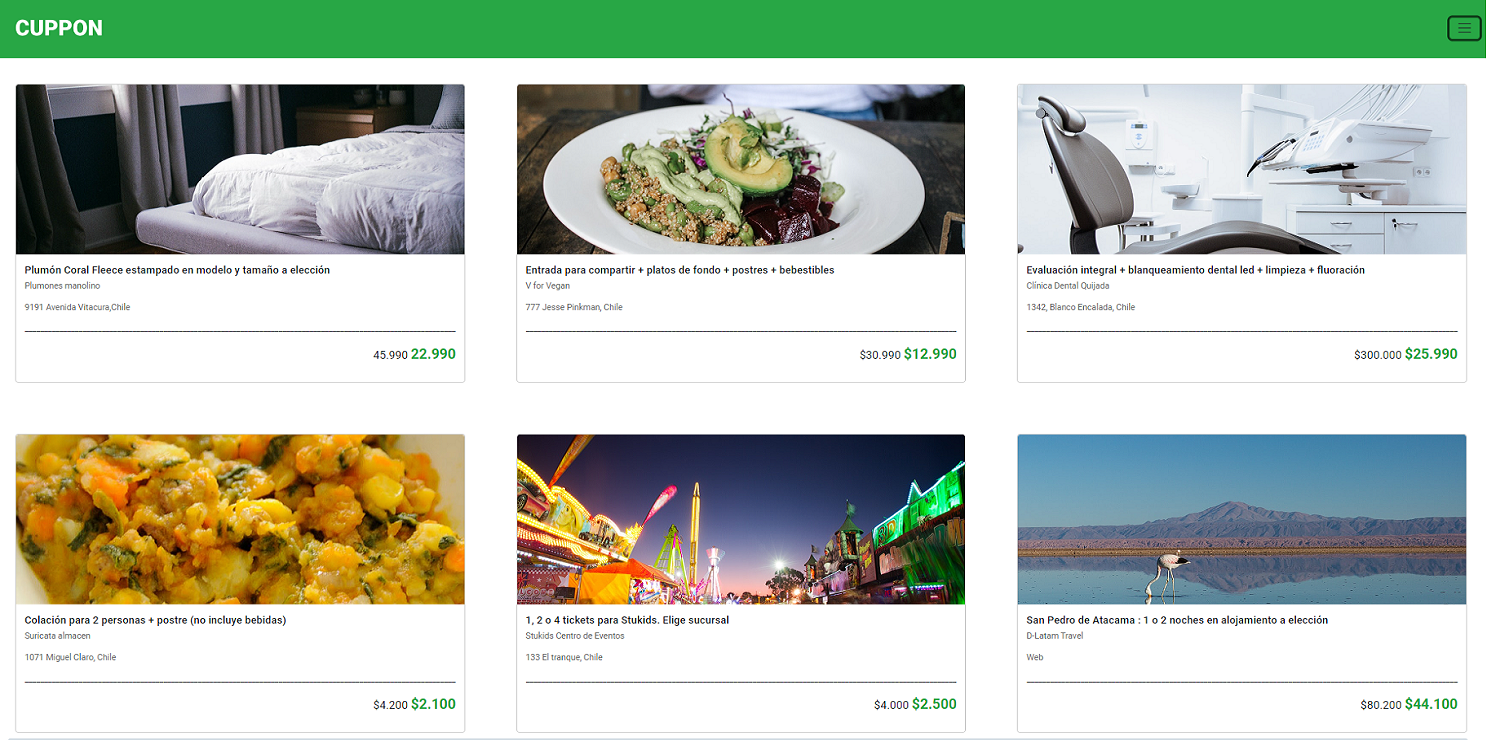 CUPPON
Plumón Coral Fleece estampado en modelo y tamaño a elección
Plumones manolino
9191 Avenida Vitacura,Chile
45.990 22.990
Entrada para compartir + platos de fondo + postres + bebestibles
V for Vegan
777 Jesse Pinkman, Chile
$30.990 $12.990
Evaluación integral + blanqueamiento dental led + limpieza + fluoración
Clínica Dental Quijada
1342, Blanco Encalada, Chile
$300.000 $25.990
Colación para 2 personas + postre (no incluye bebidas)
Suricata almacen
1071 Miguel Claro, Chile
$4.200 $2.100
1, 2 o 4 tickets para Stukids. Elige sucursal
Stukids Centro de Eventos
133 El tranque, Chile
$4.000 $2.500
San Pedro de Atacama : 1 o 2 noches en alojamiento a elección
D-Latam Travel
Web
$80.200 $44.100